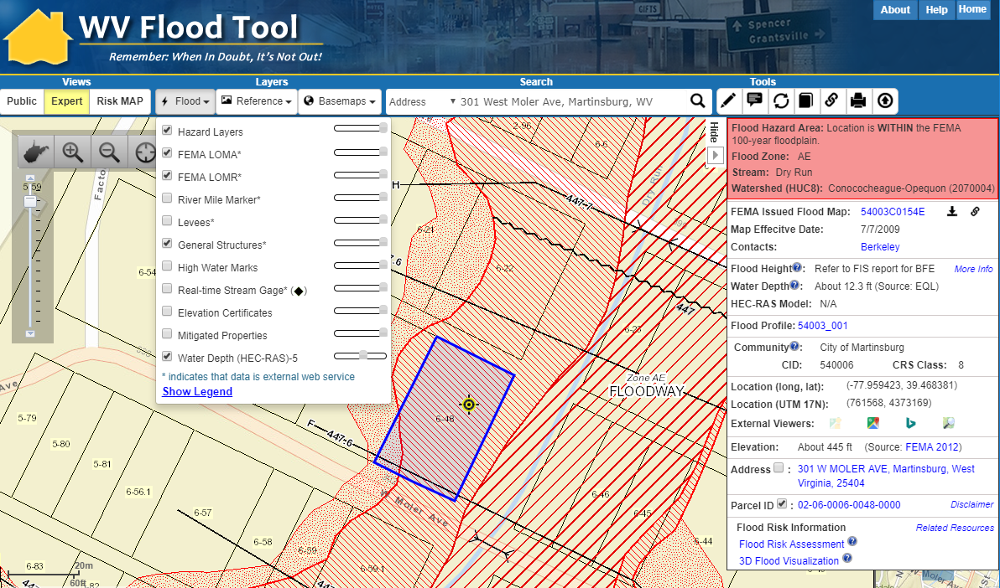 WV Flood Tool
Remember: When In Doubt, It's Not Out!
GIFTS
Spencer
Grantsville
About Help Home
Views Layers Search Tools
Public Expert Risk MAP Flood Reference Basemaps Address 301 West Moler Ave, Martinsburg, WV
Hazard Layers
FEMA LOMA*
FEMA LOMR*
River Mile Marker*
Levees*
General Structures*
High Water Marks
Real-time Stream Gage* (◆)
Elevation Certificates
Mitigated Properties
Water Depth (HEC-RAS)-5
* indicates that data is external web service
Show Legend
Hide
Flood Hazard Area: Location is WITHIN the FEMA
100-year floodplain.
Flood Zone: AE
Stream: Dry Run
Watershed (HUC8): Conococheague-Opequon (2070004)
FEMA Issued Flood Map: 54003C0154E
Map Effecitve Date: 7/7/2009
Contacts: Berkeley
Flood Height: Refer to FIS report for BFE More Info
Water Depth: About 12.3 ft (Source: EQL)
HEC-RAS Model: N/A
Flood Profile: 54003_001
Community: City of Martinsburg
CID: 540006 CRS Class: 8
Location (long, lat): (-77.959423, 39.468381)
Location (UTM 17N): (761568, 4373169)
External Viewers:
Elevation: About 445 ft (Source: FEMA 2012)
Address : 301 W MOLER AVE, Martinsburg, West
Virginia, 25404
Parcel ID : 02-06-0006-0048-0000 Disclaimer
Flood Risk Information Related Resources
Flood Risk Assessment
3D Flood Visualization
5 59
Facto
2-96
6-6
Dry Run
H
447.7
6-24
7.6
6-54
6-22
447
6-23
Zone AE
FLOODWAY
6-48
F 447.6
Ave
5-79
5-80
5-81
6-56.1
6-57
6-58
6-59
6-59.1
W Moler Ave
6-46
6-45
6-44
6-83
20m
60ft
W Moler Ave